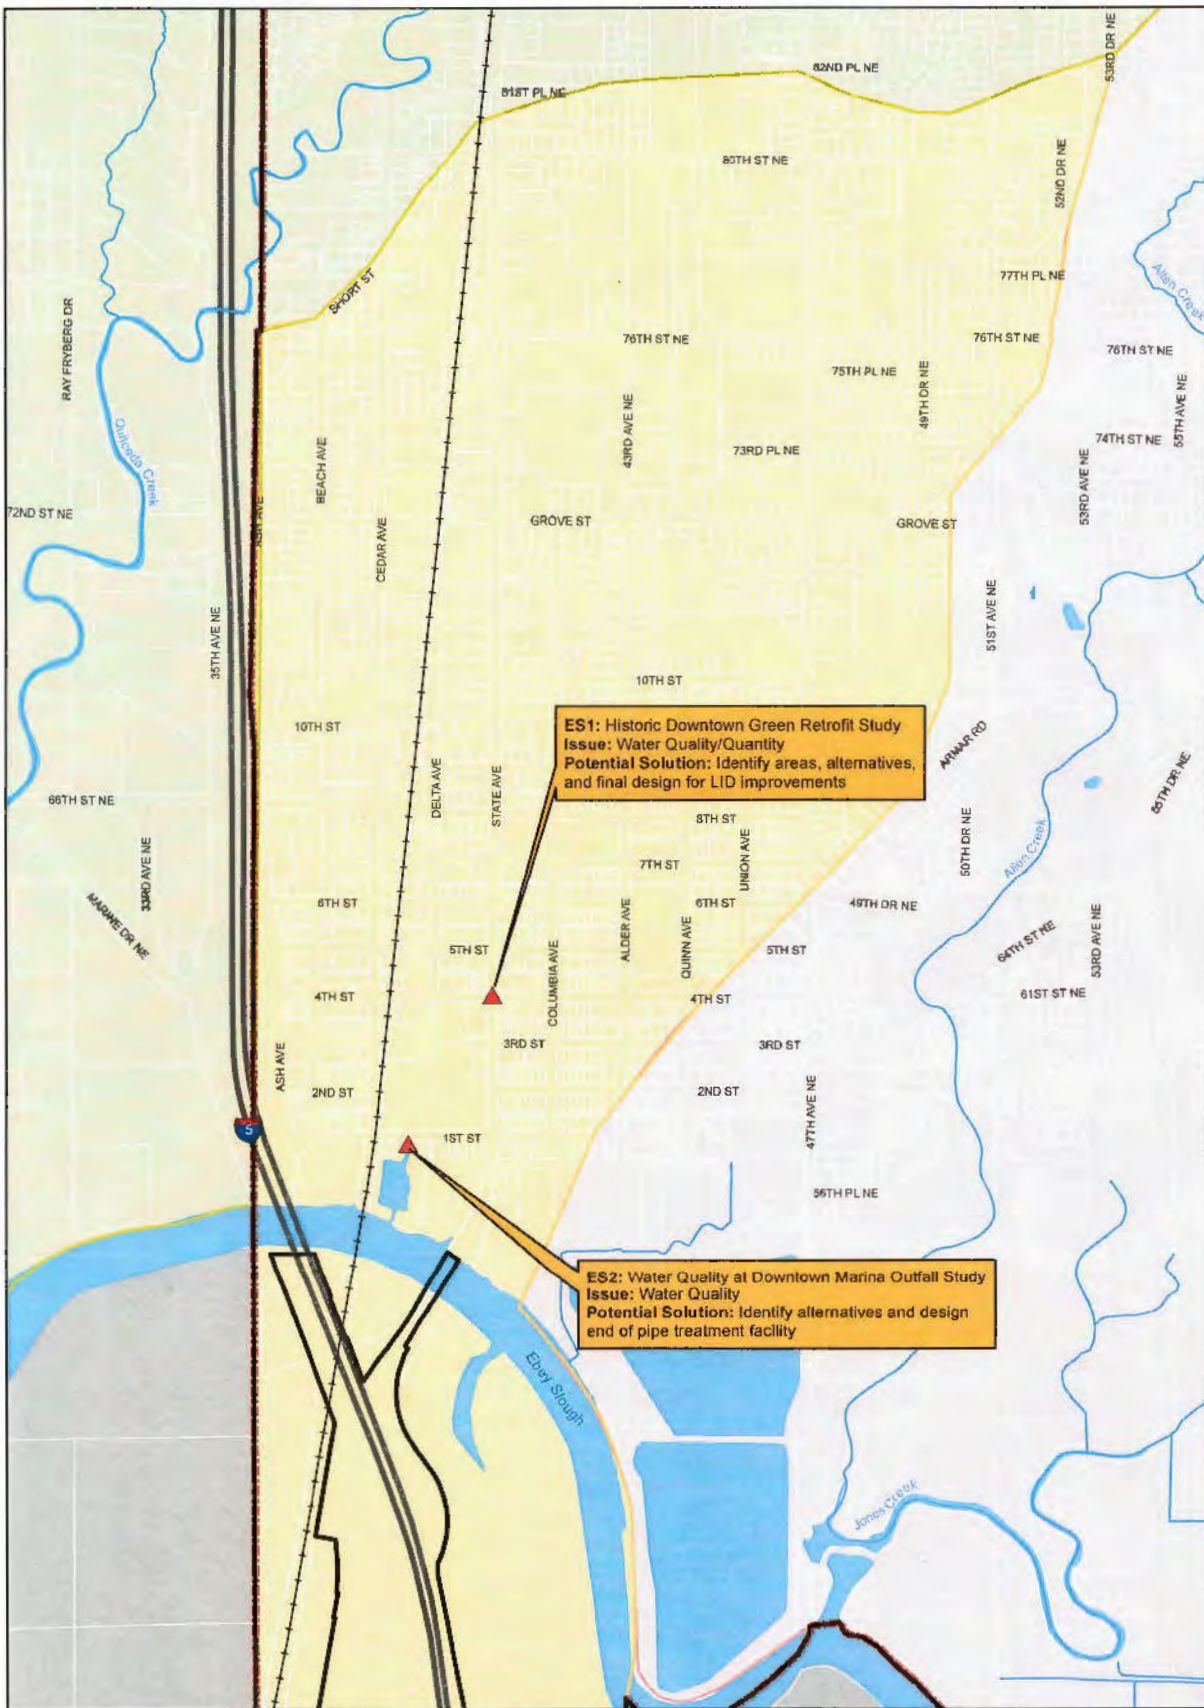 53RD DR NE
82ND PL NE
81ST PL NE
80TH ST NE
52ND DR NE
77TH PL NE
Allen Creek
SHORT ST
RAY FRYBERG DR
76TH ST NE
76TH ST NE
76TH ST NE
75TH PL NE
49TH DR NE
55TH AVE NE
43RD AVE NE
74TH ST NE
73RD PL NE
BEACH AVE
Quilceda Creek
53RD AVE NE
72ND ST NE
ASH AVE
CEDAR AVE
GROVE ST
GROVE ST
51ST AVE NE
35TH AVE NE
10TH ST
10TH ST
ES1: Historic Downtown Green Retrofit Study
Issue: Water Quality/Quantity
Potential Solution: Identify areas, alternatives,
and final design for LID improvements
ARMAR RD
DELTA AVE
STATE AVE
66TH ST NE
55TH DR NE
8TH ST
UNION AVE
7TH ST
50TH DR NE
Allen Creek
33RD AVE NE
MARINE DR NE
6TH ST
6TH ST
49TH DR NE
ALDER AVE
QUINN AVE
5TH ST
5TH ST
COLUMBIA AVE
64TH ST NE
53RD AVE NE
4TH ST
4TH ST
61ST ST NE
3RD ST
3RD ST
ASH AVE
2ND ST
2ND ST
47TH AVE NE
5
1ST ST
56TH PL NE
ES2: Water Quality at Downtown Marina Outfall Study
Issue: Water Quality
Potential Solution: Identify alternatives and design
end of pipe treatment facility
Ebey Slough
Jones Creek